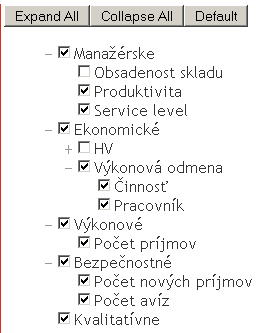 Expand All Collapse All Default
Manažérske
Obsadenost skladu
Produktivita
Service level
Ekonomické
HV
Výkonová odmena
Činnosť
Pracovník
Výkonové
Počet príjmov
Bezpečnostné
Počet nových príjmov
Počet avíz
Kvalitatívne